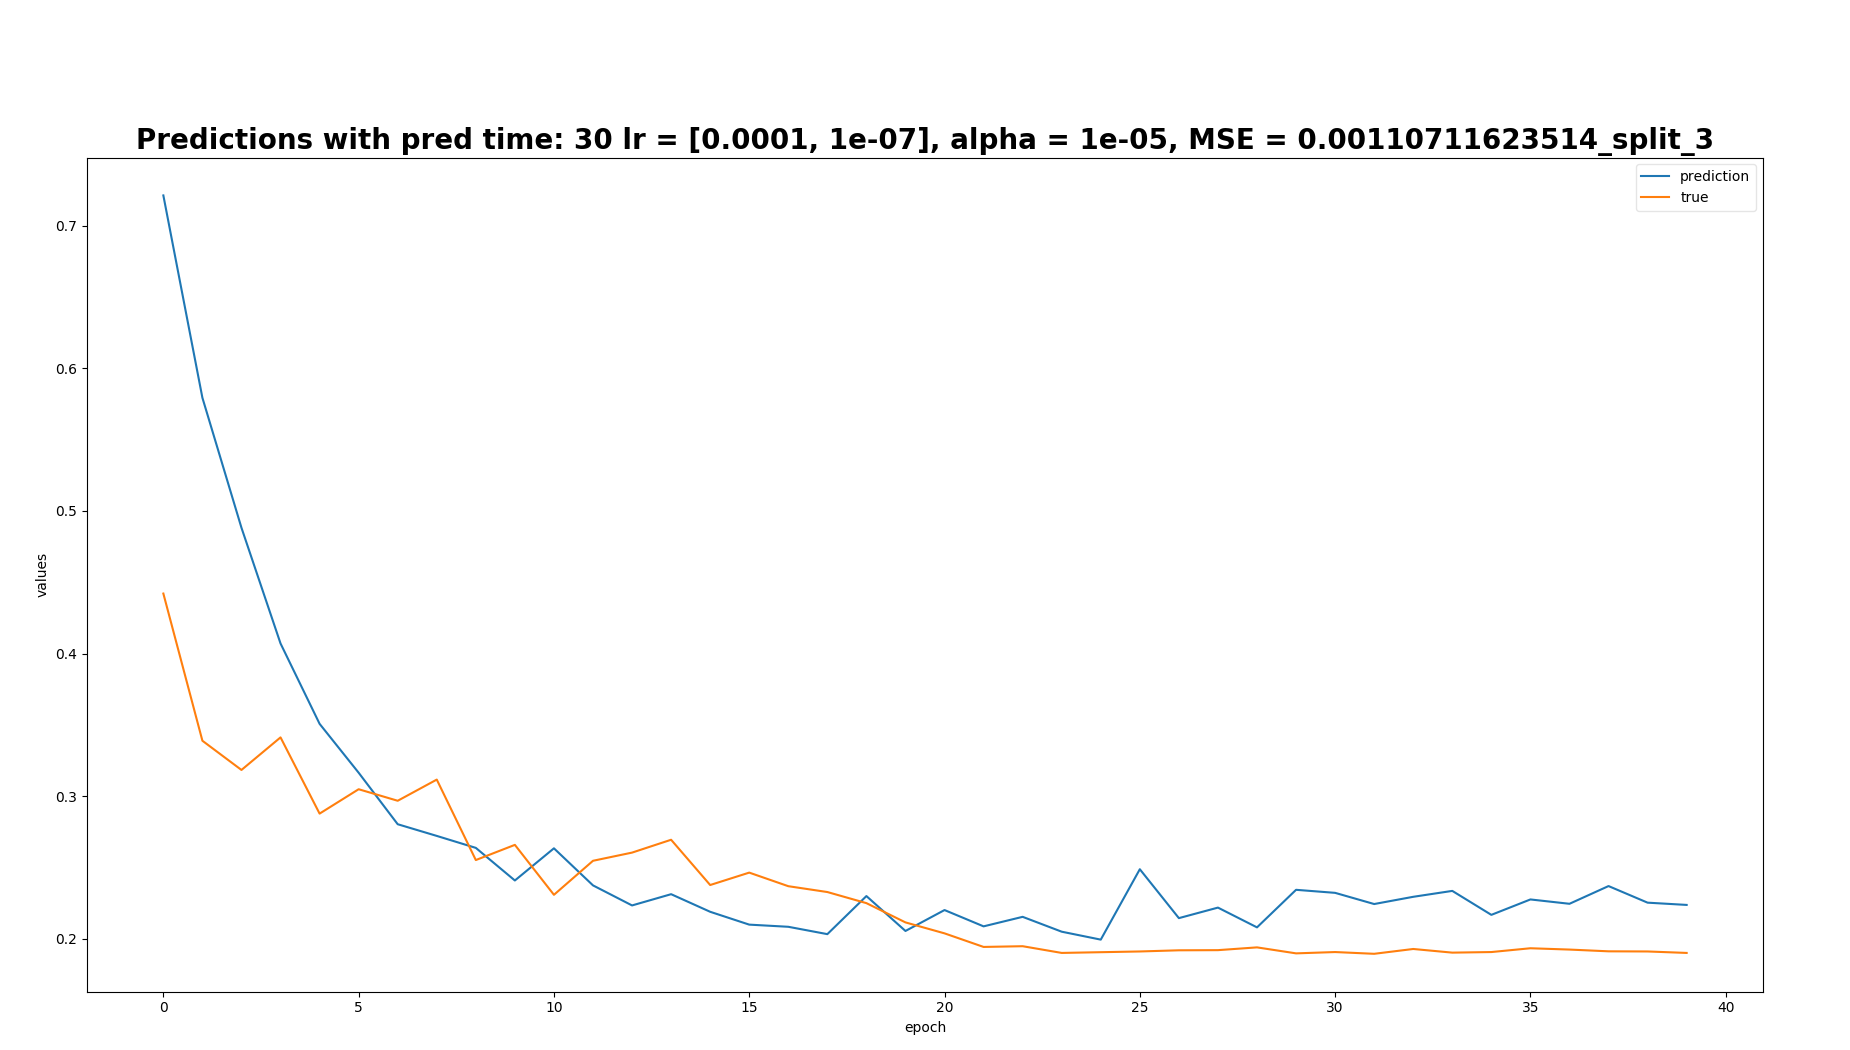 Predictions with pred time: 30 lr = [0.0001, 1e-07], alpha = 1e-05, MSE = 0.00110711623514_split_3
prediction
true
0.7
0.6
0.5
0.4
0.3
0.2
values
0 5 10 15 20 25 30 35 40
epoch